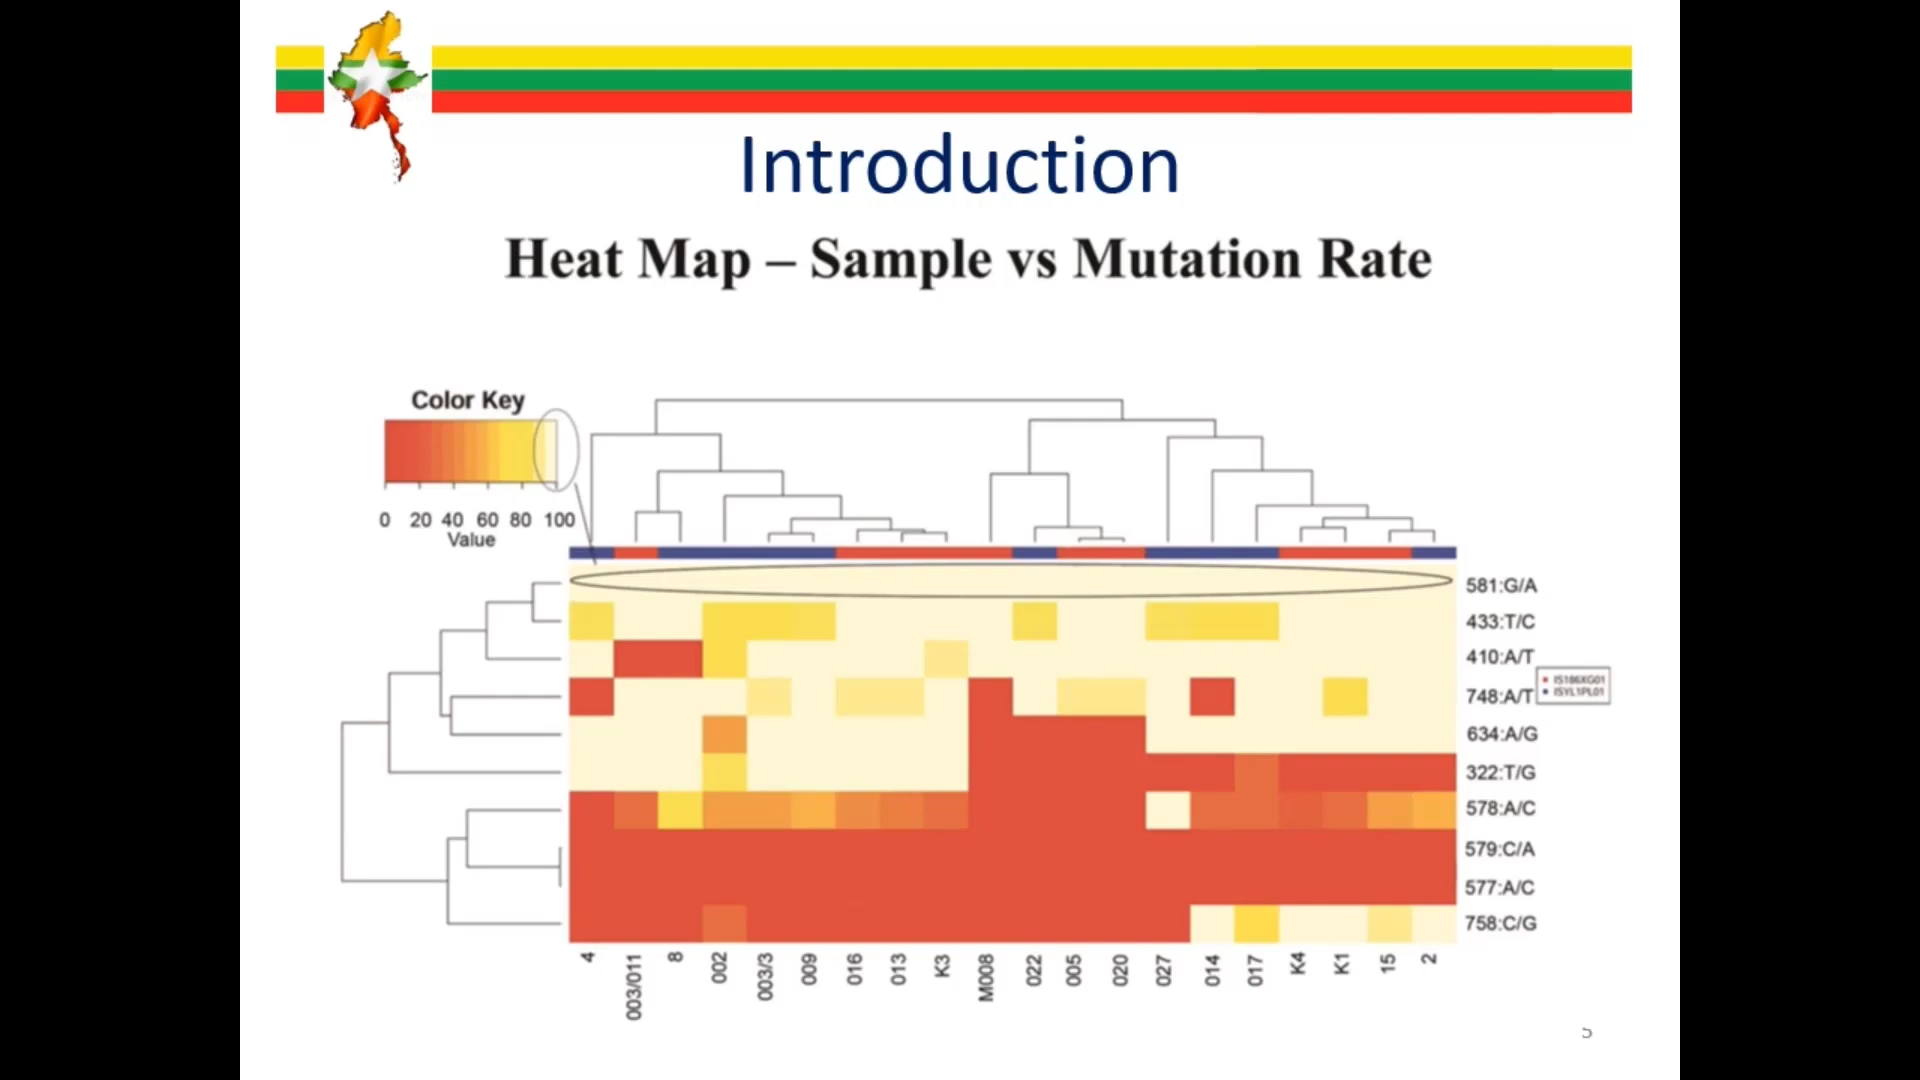 Introduction
Heat Map – Sample vs Mutation Rate
Color Key
0 20 40 60 80 100
Value
581:G/A
433:T/C
410:A/T
748:A/T
IS186XG01
ISYL1PL01
634:A/G
322:T/G
578:A/C
579:C/A
577:A/C
758:C/G
4 003/011 8 002 003/3 009 016 013 K3 M008 022 005 020 027 014 017 K4 K1 15 2
5